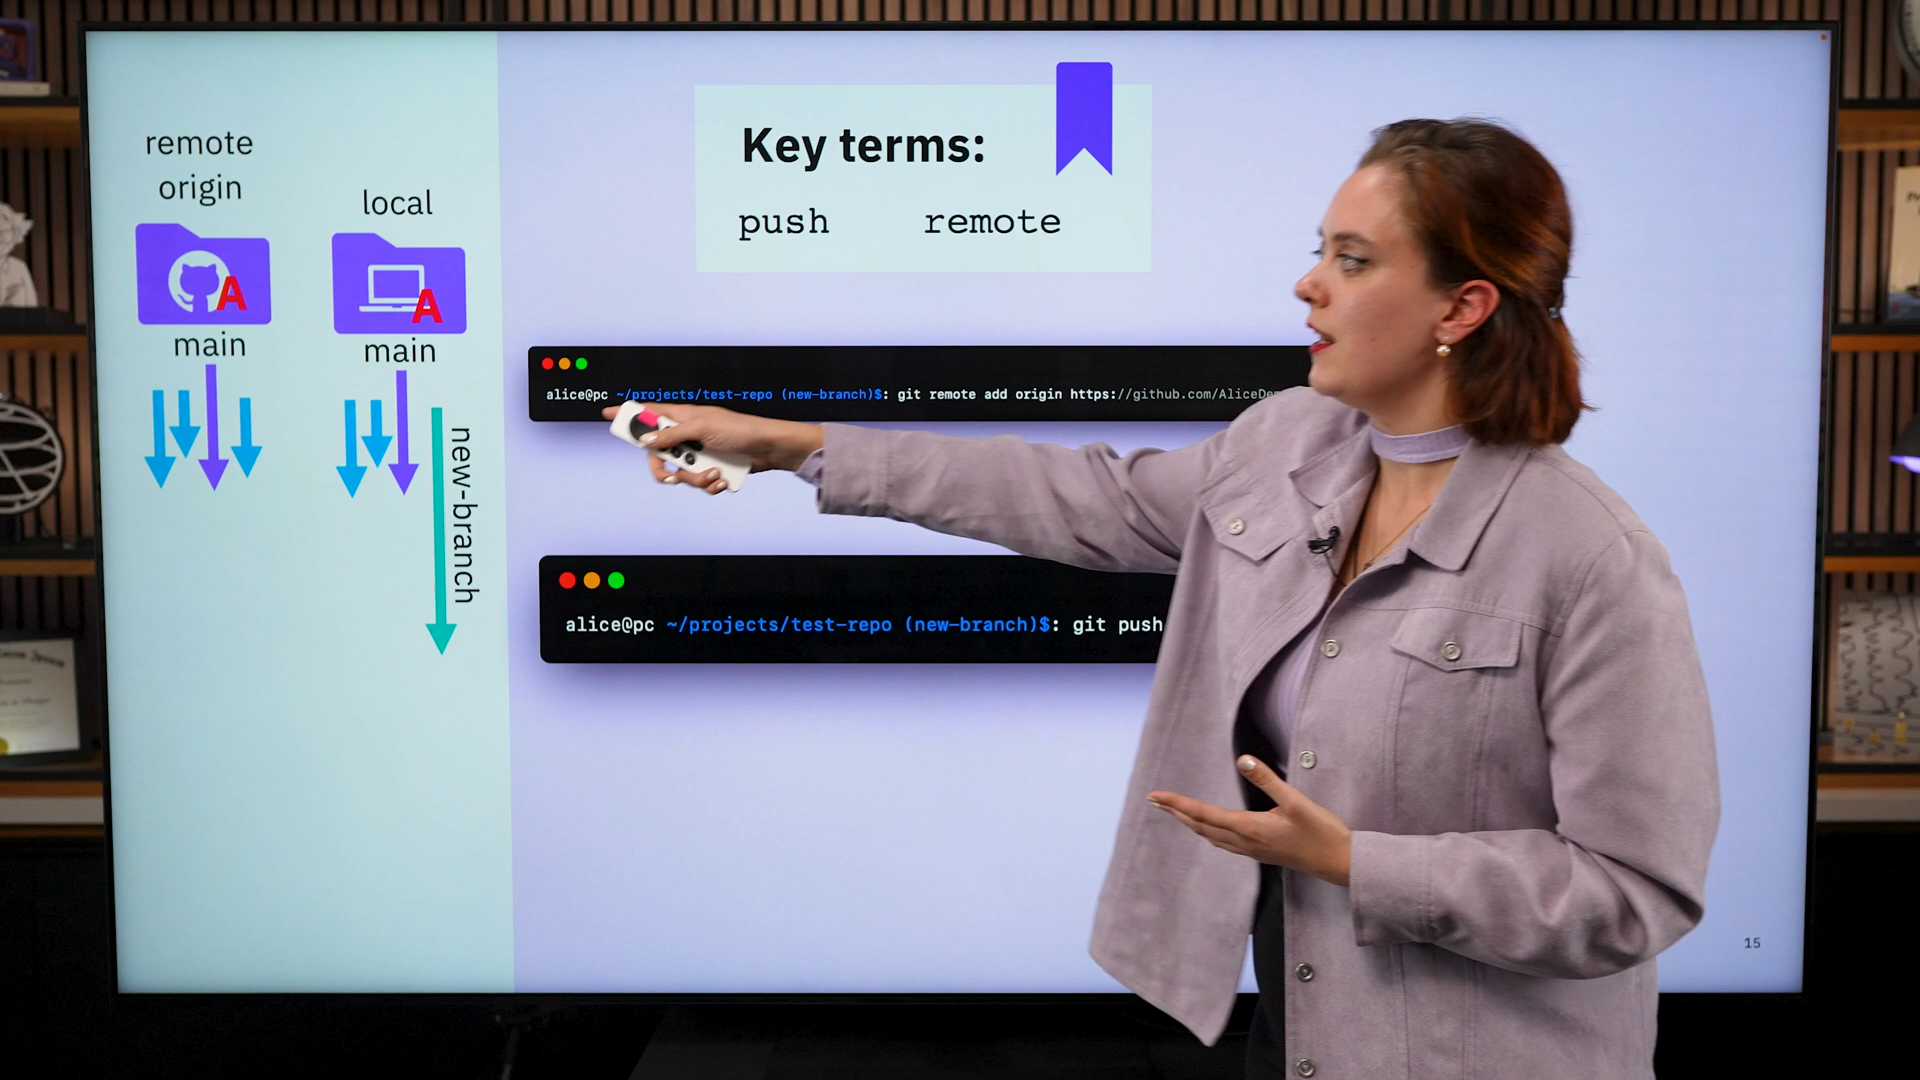 remote
origin
A
main
local
A
main
new-branch
Key terms:
push remote
alice@pc ~/projects/test-repo (new-branch)$: git remote add origin https://github.com/AliceDem
alice@pc ~/projects/test-repo (new-branch)$: git push
15